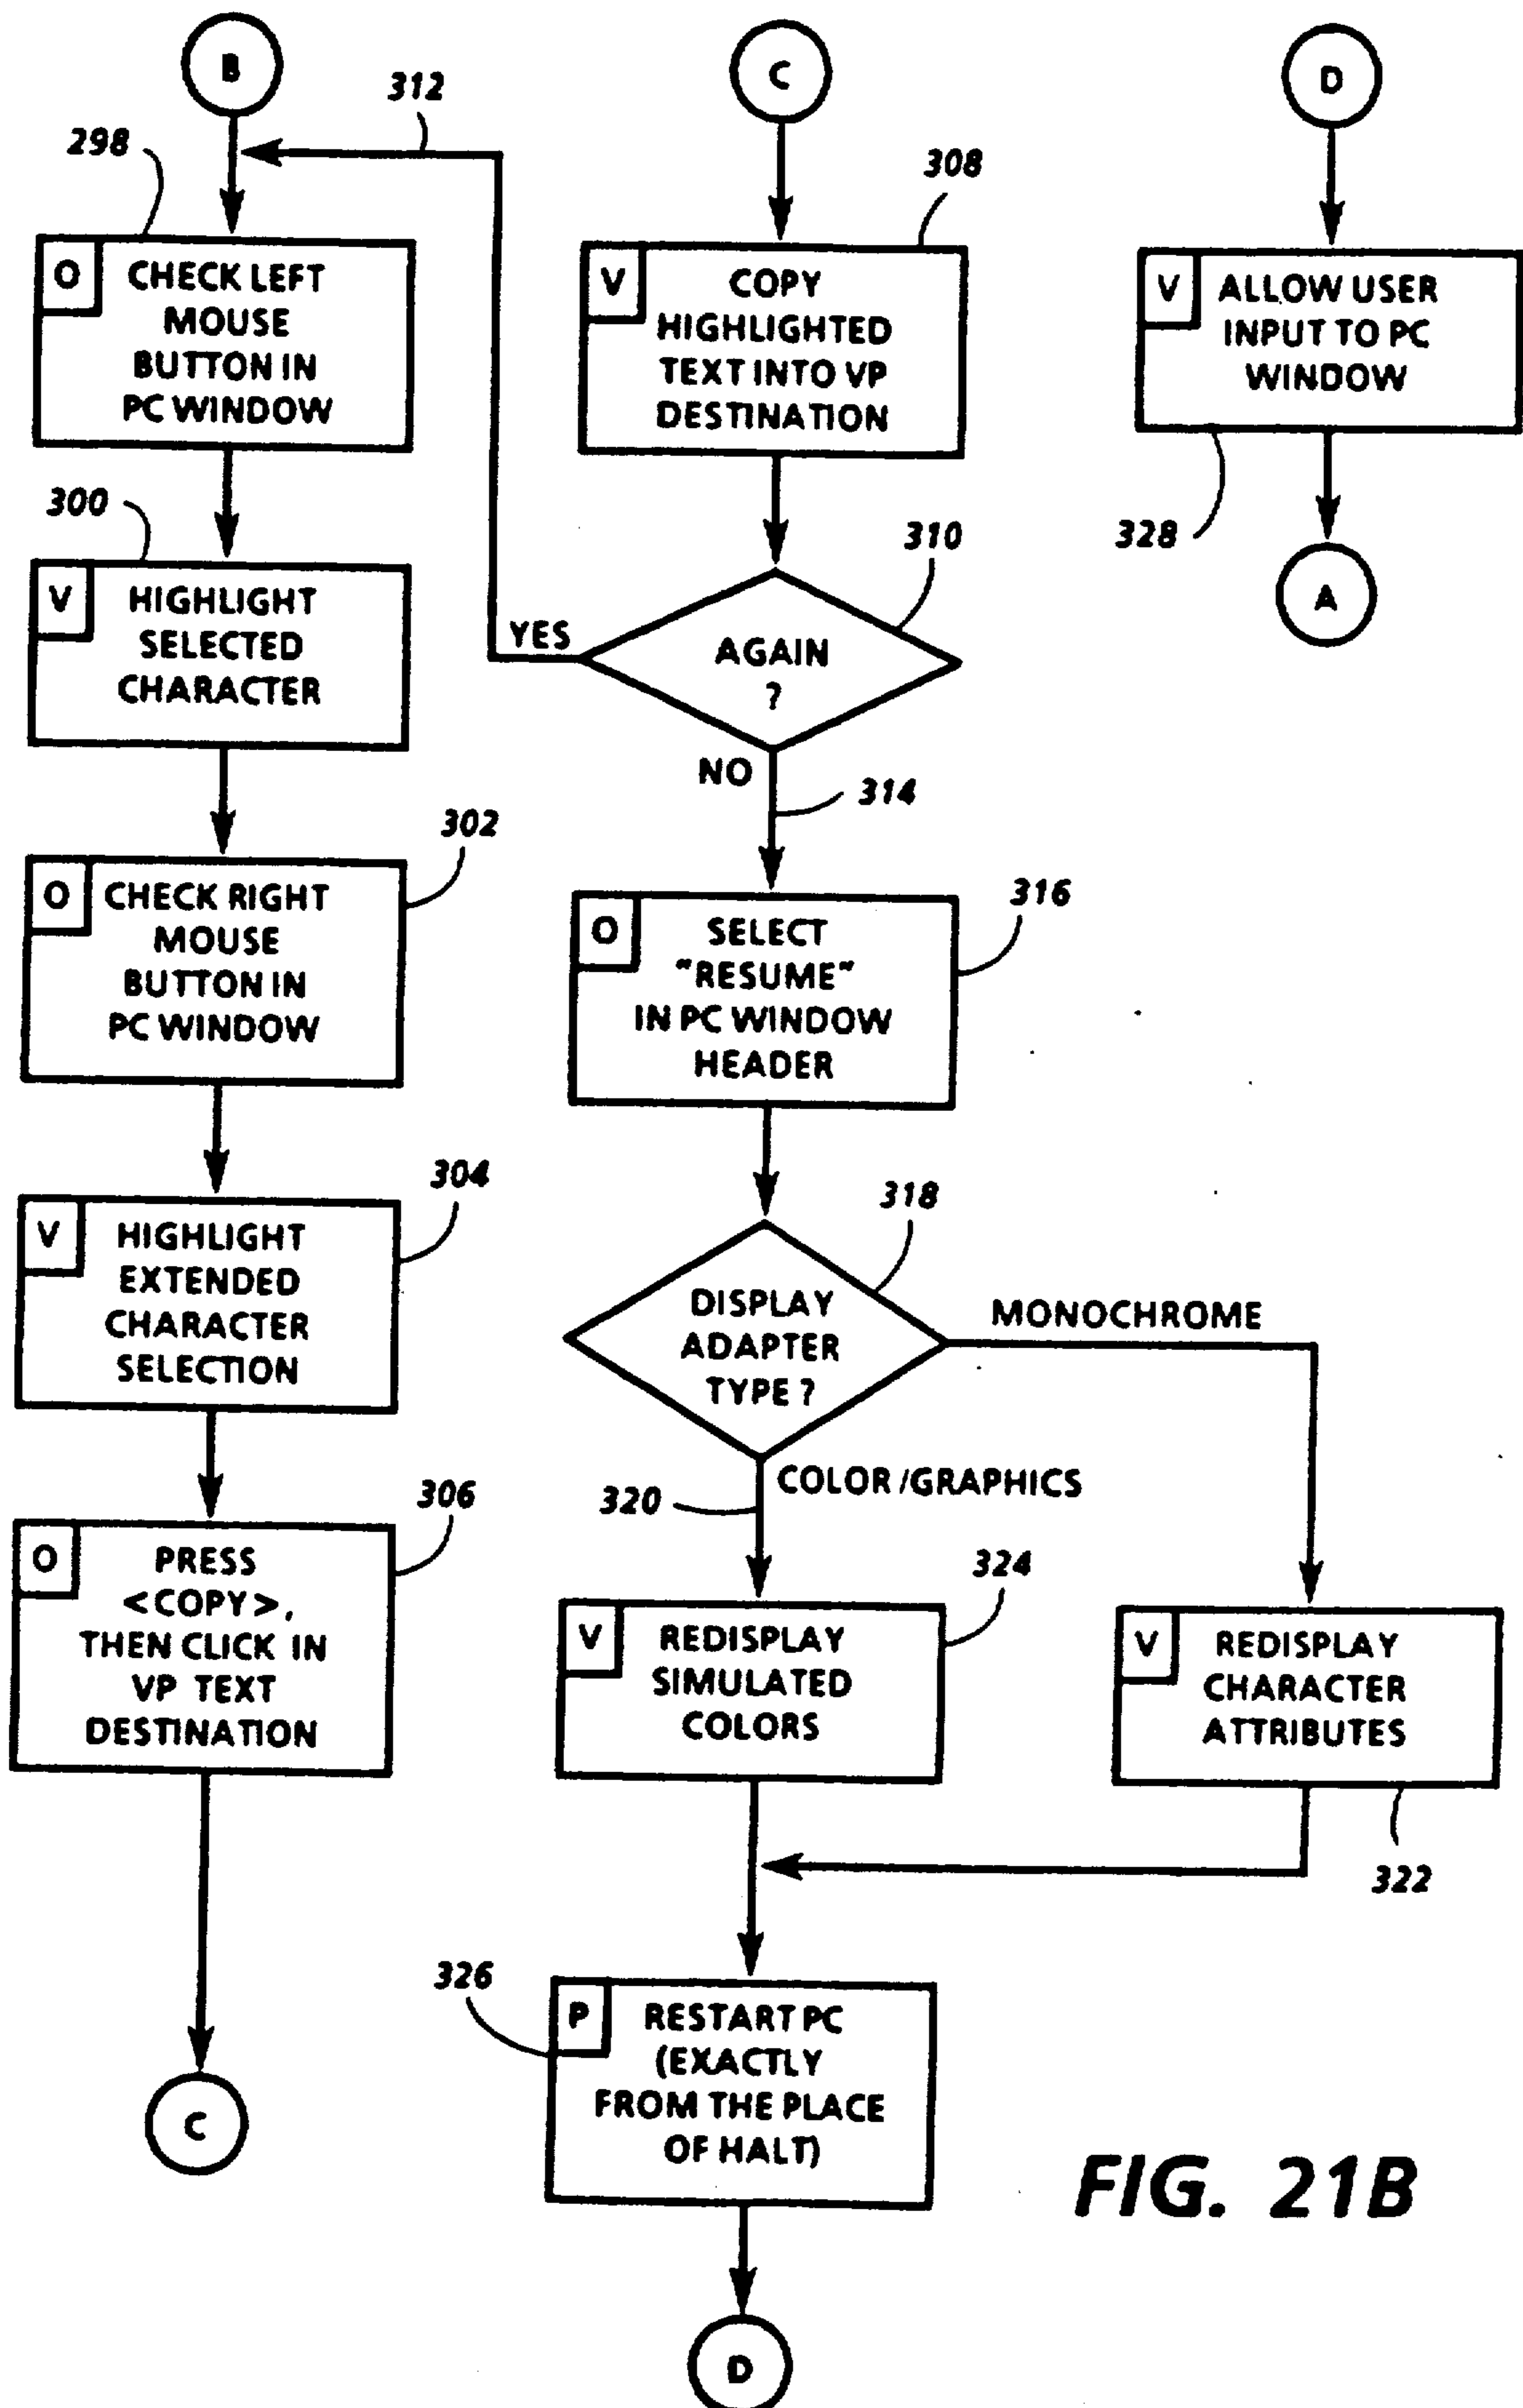 B
312
298
O
CHECK LEFT
MOUSE
BUTTON IN
PC WINDOW
300
V
HIGHLIGHT
SELECTED
CHARACTER
302
O
CHECK RIGHT
MOUSE
BUTTON IN
PC WINDOW
304
V
HIGHLIGHT
EXTENDED
CHARACTER
SELECTION
306
O
PRESS
<COPY>,
THEN CLICK IN
VP TEXT
DESTINATION
C
C
308
V
COPY
HIGHLIGHTED
TEXT INTO VP
DESTINATION
310
AGAIN
?
YES
NO
314
316
O
SELECT
"RESUME"
IN PC WINDOW
HEADER
318
DISPLAY
ADAPTER
TYPE ?
MONOCHROME
COLOR/GRAPHICS
320
324
V
REDISPLAY
SIMULATED
COLORS
V
REDISPLAY
CHARACTER
ATTRIBUTES
322
326
P
RESTART PC
(EXACTLY
FROM THE PLACE
OF HALT)
D
D
V
ALLOW USER
INPUT TO PC
WINDOW
328
A
FIG. 21B